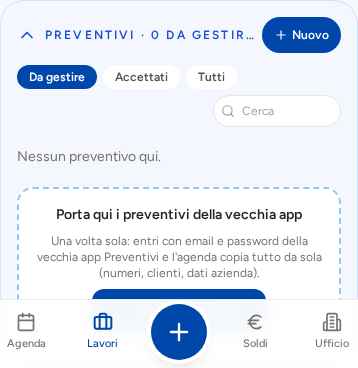 PREVENTIVI · 0 DA GESTIR…
Nuovo
Da gestire Accettati Tutti
Cerca
Nessun preventivo qui.
Porta qui i preventivi della vecchia app
Una volta sola: entri con email e password della
vecchia app Preventivi e l'agenda copia tutto da sola
(numeri, clienti, dati azienda).
Agenda Lavori Soldi Ufficio